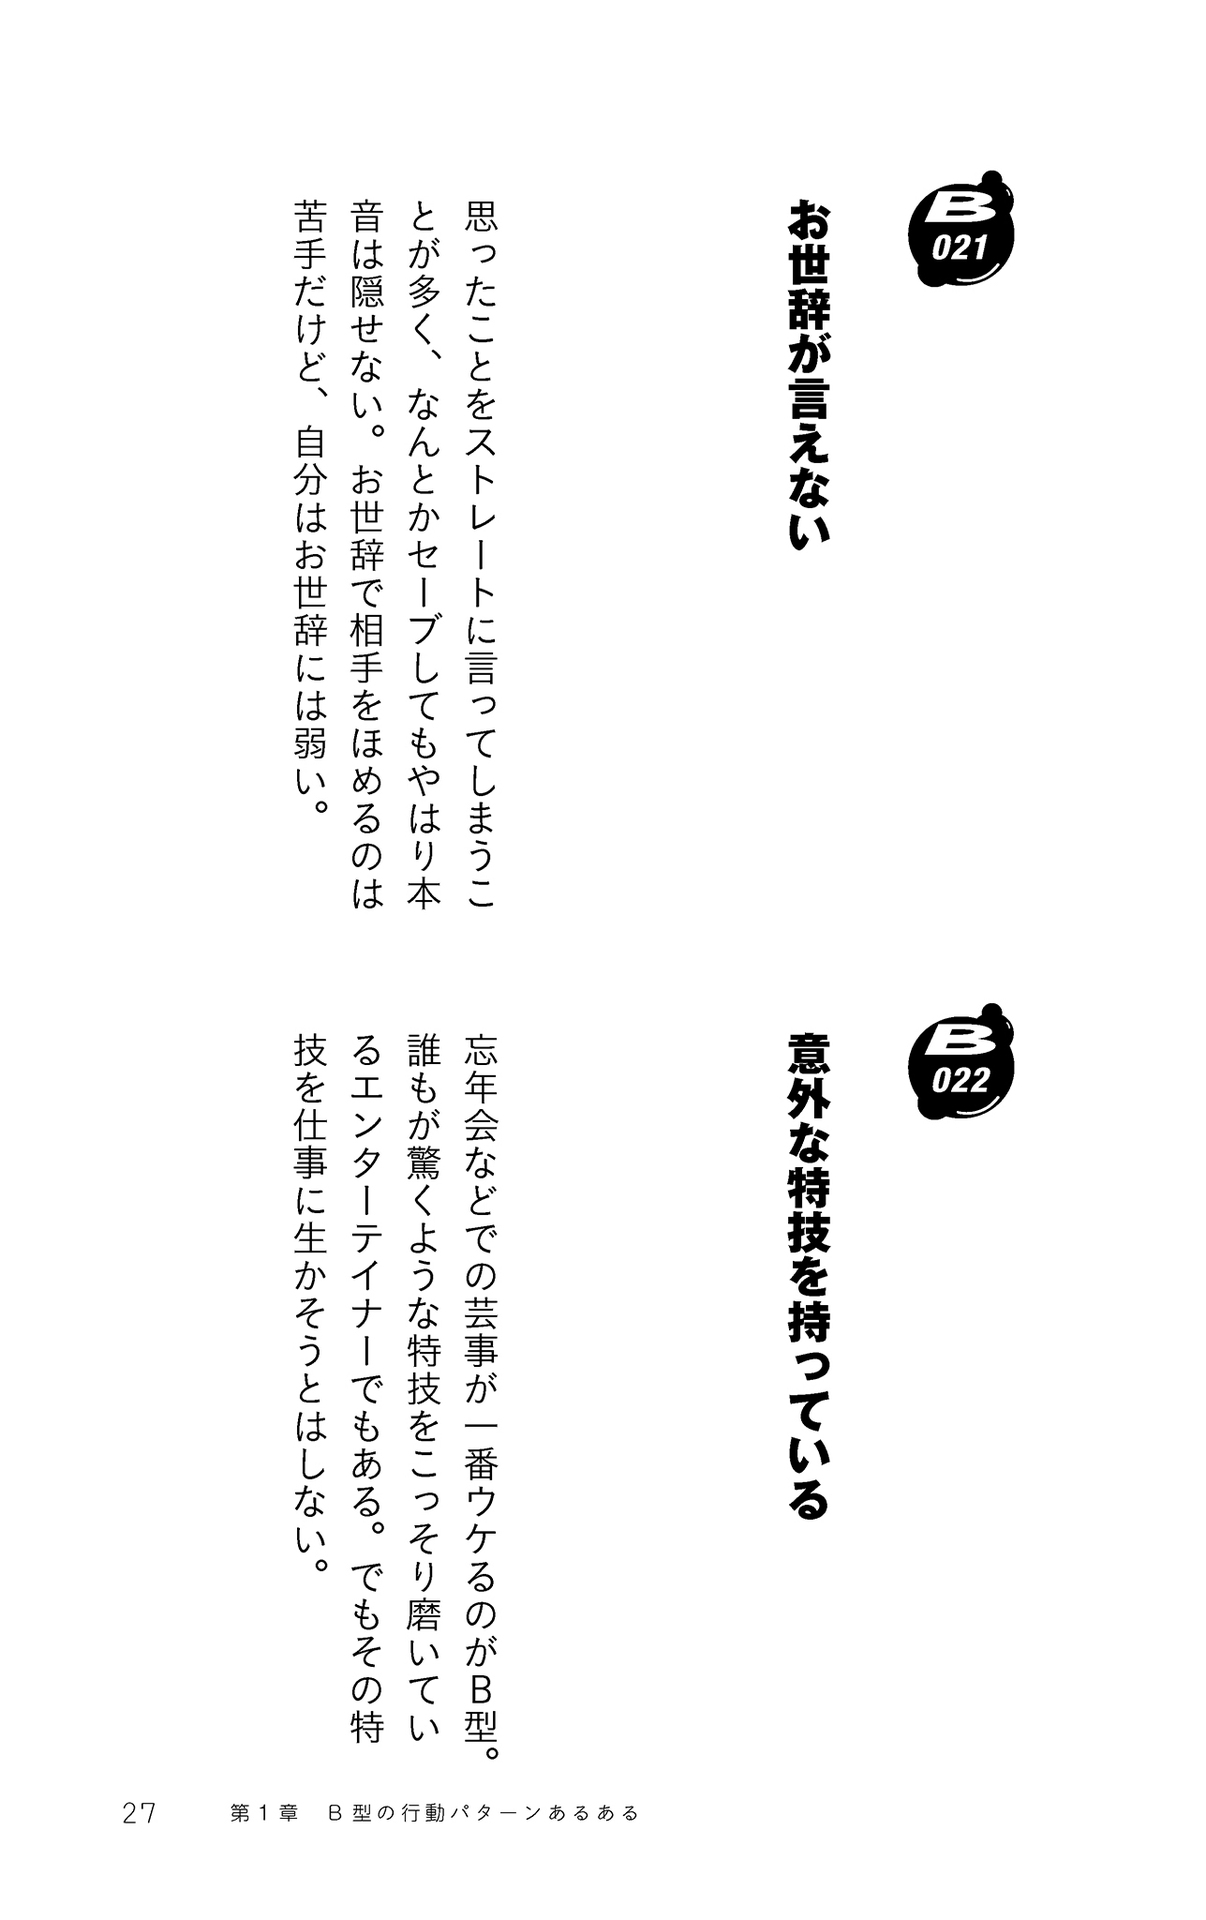 B
021
お世辞が言えない
思ったことをストレートに言ってしまうこ
とが多く、なんとかセーブしてもやはり本
音は隠せない。お世辞で相手をほめるのは
苦手だけど、自分はお世辞には弱い。
B
022
意外な特技を持っている
忘年会などでの芸事が一番ウケるのがB型。
誰もが驚くような特技をこっそり磨いてい
るエンターテイナーでもある。でもその特
技を仕事に生かそうとはしない。
27 第1章 B型の行動パターンあるある